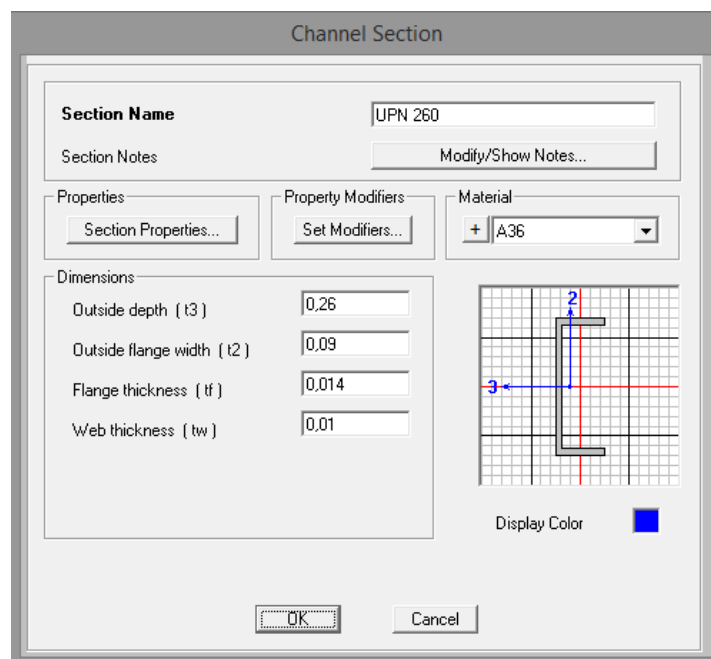 Channel Section
Section Name
UPN 260
Section Notes
Modify/Show Notes...
Properties
Section Properties...
Property Modifiers
Set Modifiers...
Material
+
A36
Dimensions
Outside depth ( t3 )
0,26
Outside flange width ( t2 )
0,09
Flange thickness ( tf )
0,014
Web thickness ( tw )
0,01
2
3
Display Color
OK
Cancel